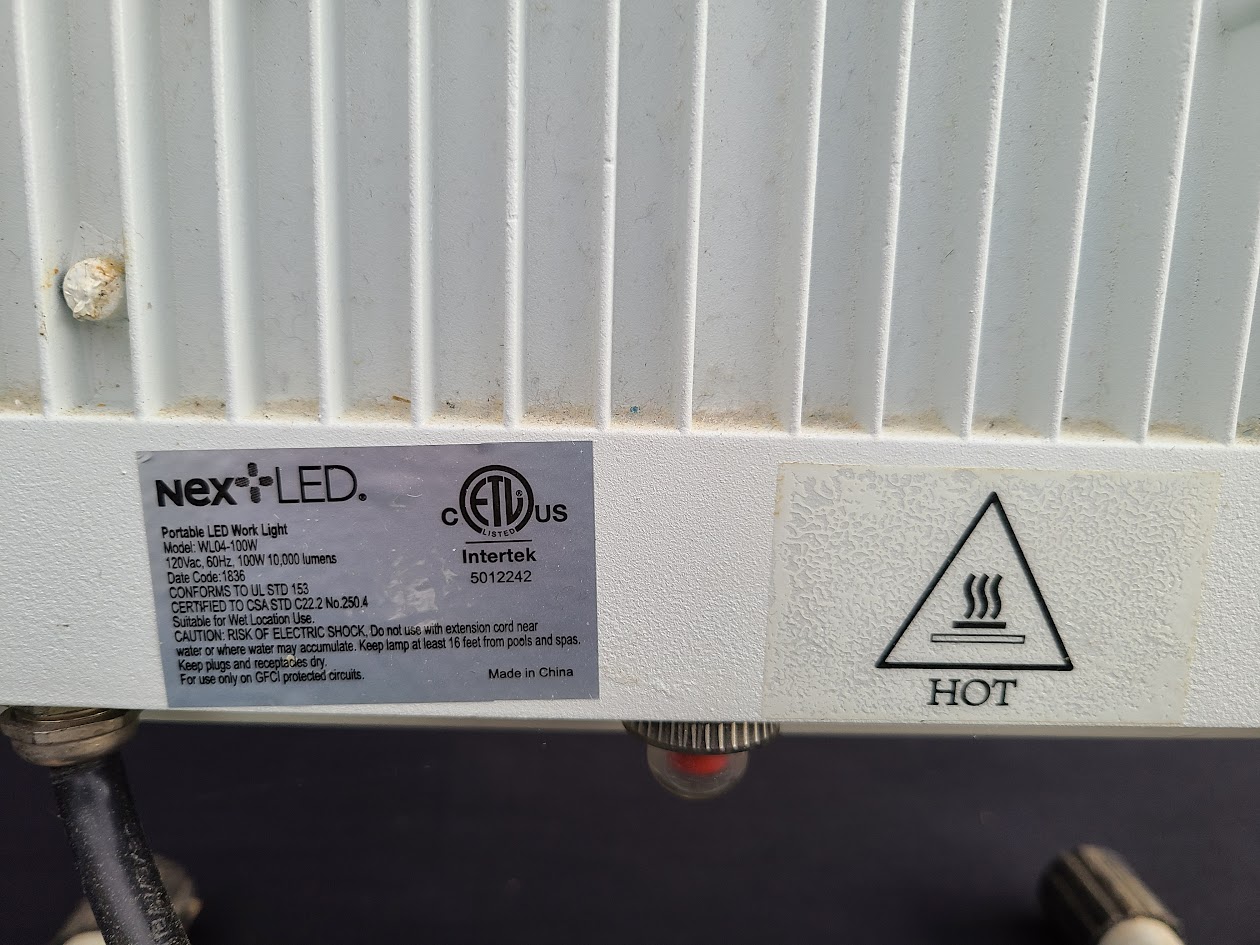 Nex LED®
Portable LED Work Light
Model: WL04-100W
120Vac, 60Hz, 100W 10,000 lumens
Date Code:1836
CONFORMS TO UL STD 153
CERTIFIED TO CSA STD C22.2 No.250.4
Suitable for Wet Location Use.
CAUTION: RISK OF ELECTRIC SHOCK. Do not use with extension cord near
water or where water may accumulate. Keep lamp at least 16 feet from pools and spas.
Keep plugs and receptacles dry.
For use only on GFCI protected circuits.
C ETL® US
LISTED
Intertek
5012242
Made in China
HOT